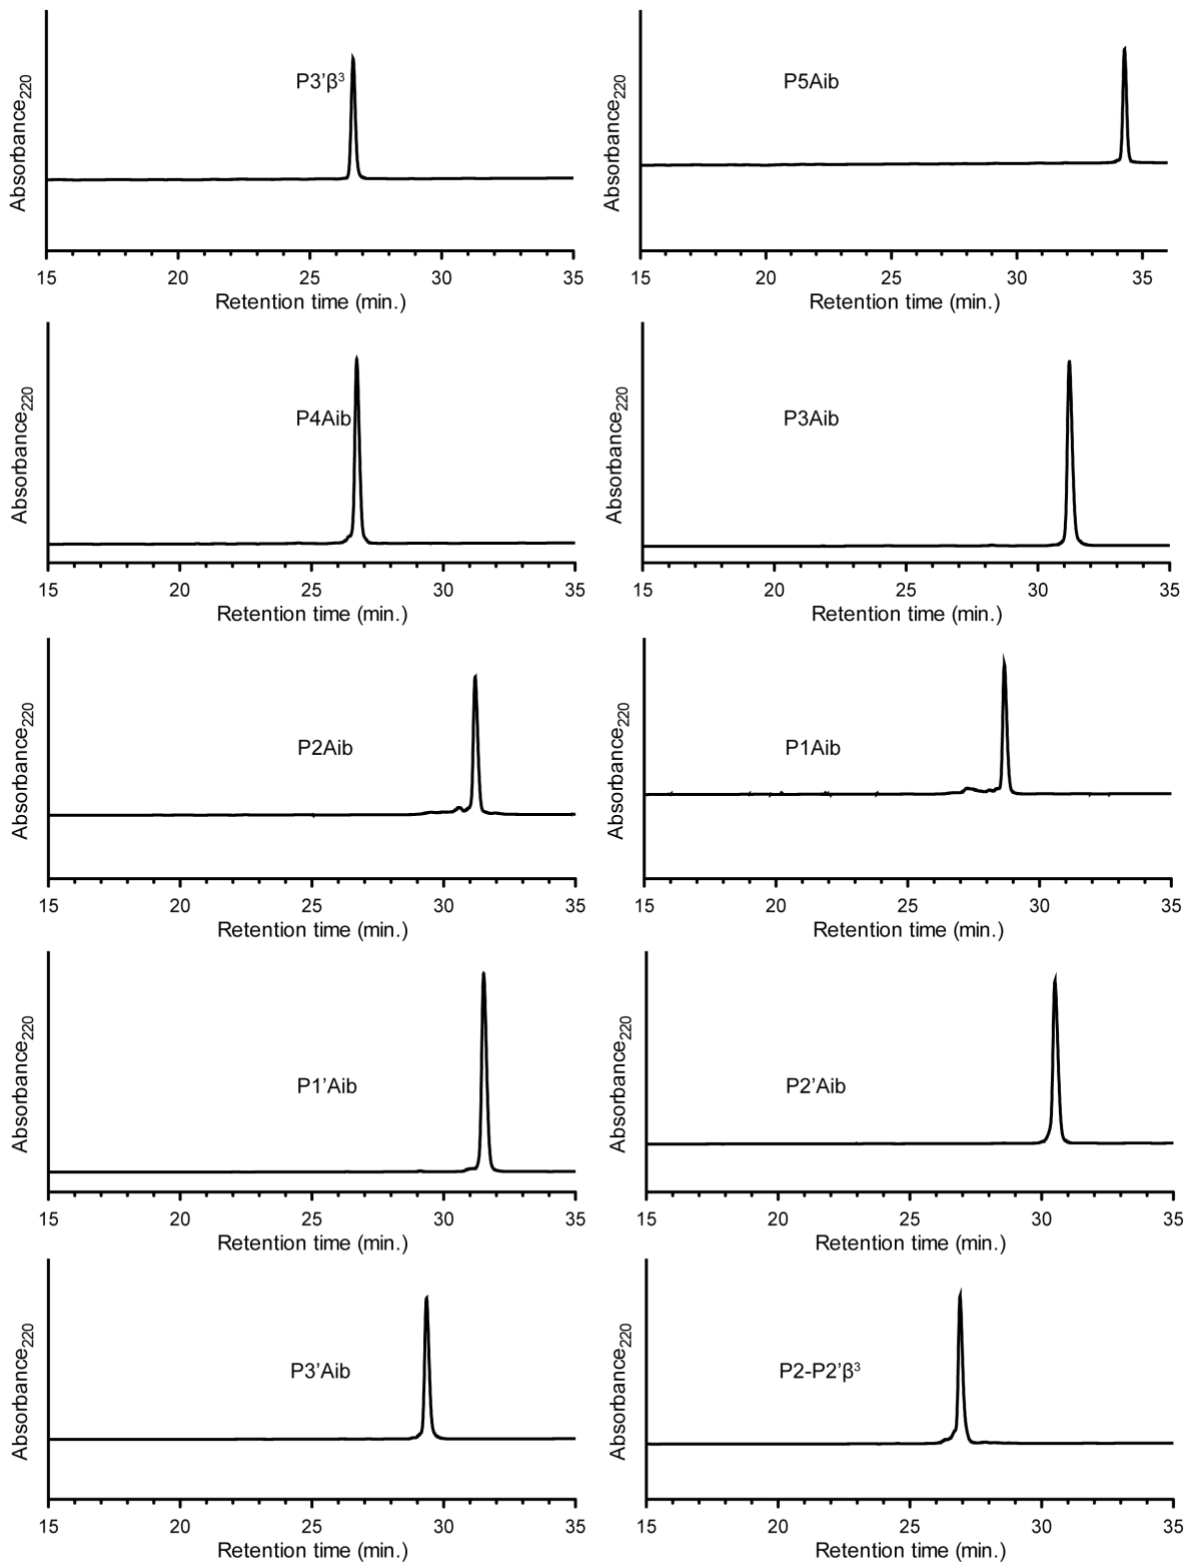 P3'β³
Absorbance₂₂₀
15 20 25 30 35
Retention time (min.)
P5Aib
Absorbance₂₂₀
15 20 25 30 35
Retention time (min.)
P4Aib
Absorbance₂₂₀
15 20 25 30 35
Retention time (min.)
P3Aib
Absorbance₂₂₀
15 20 25 30 35
Retention time (min.)
P2Aib
Absorbance₂₂₀
15 20 25 30 35
Retention time (min.)
P1Aib
Absorbance₂₂₀
15 20 25 30 35
Retention time (min.)
P1'Aib
Absorbance₂₂₀
15 20 25 30 35
Retention time (min.)
P2'Aib
Absorbance₂₂₀
15 20 25 30 35
Retention time (min.)
P3'Aib
Absorbance₂₂₀
15 20 25 30 35
Retention time (min.)
P2-P2'β³
Absorbance₂₂₀
15 20 25 30 35
Retention time (min.)